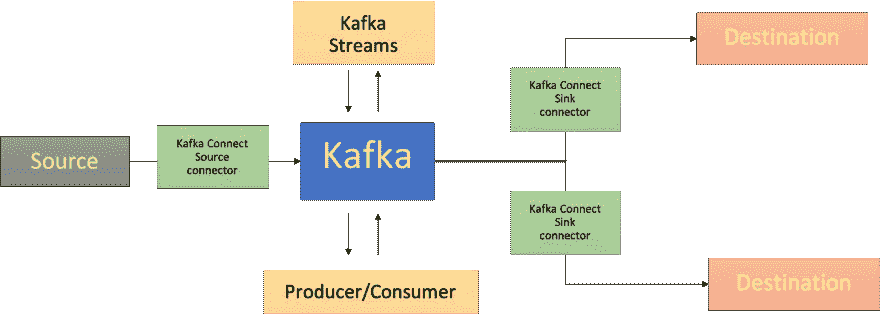 Kafka
Streams
Destination
Kafka Connect
Sink
connector
Source
Kafka Connect
Source
connector
Kafka
Kafka Connect
Sink
connector
Producer/Consumer
Destination